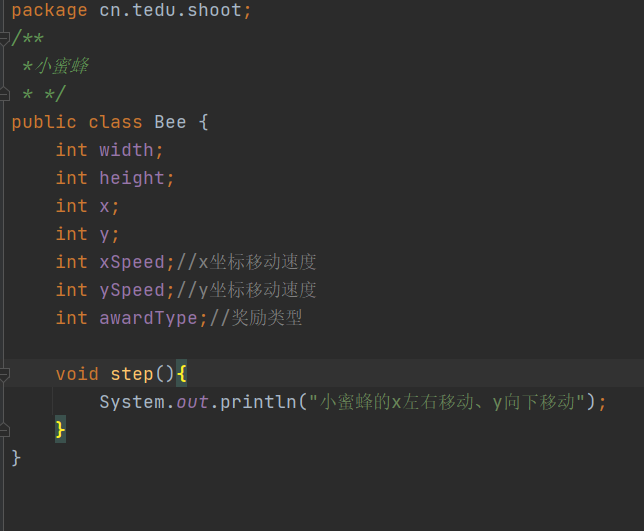 package cn.tedu.shoot;
/**
 *小蜜蜂
 * */
public class Bee {
    int width;
    int height;
    int x;
    int y;
    int xSpeed;//x坐标移动速度
    int ySpeed;//y坐标移动速度
    int awardType;//奖励类型
    void step(){
        System.out.println("小蜜蜂的x左右移动、y向下移动");
    }
}